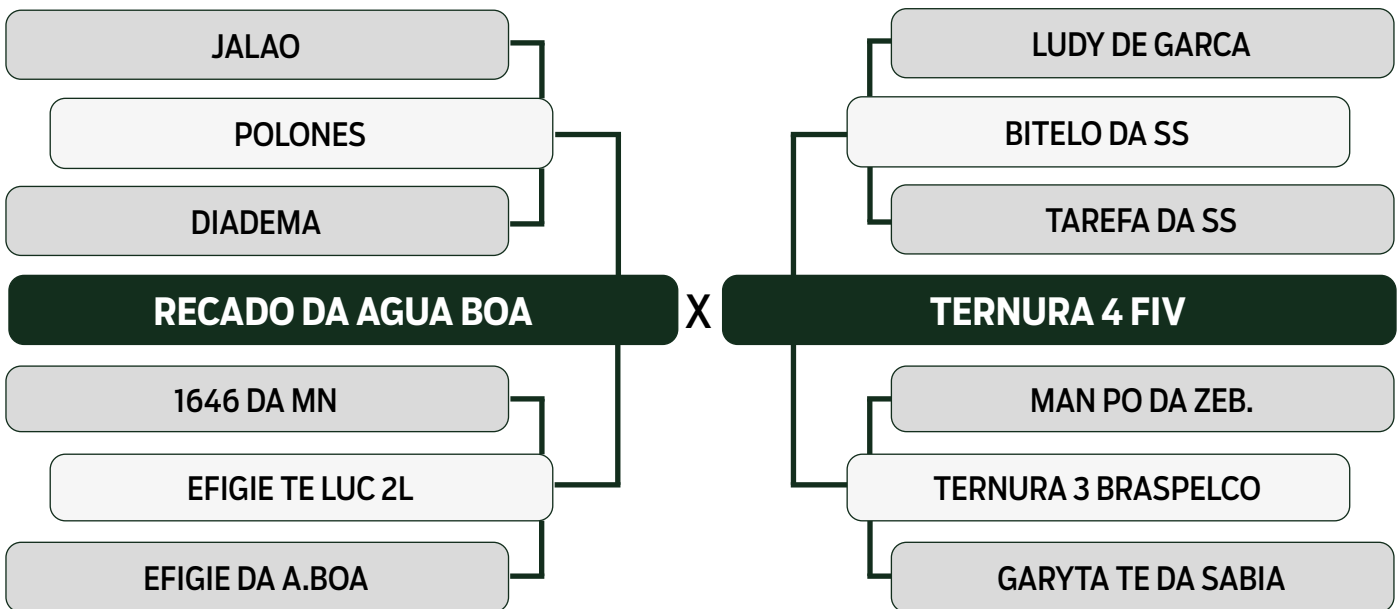 JALAO
LUDY DE GARCA
POLONES
BITELO DA SS
DIADEMA
TAREFA DA SS
RECADO DA AGUA BOA X TERNURA 4 FIV
1646 DA MN
MAN PO DA ZEB.
EFIGIE TE LUC 2L
TERNURA 3 BRASPELCO
EFIGIE DA A.BOA
GARYTA TE DA SABIA